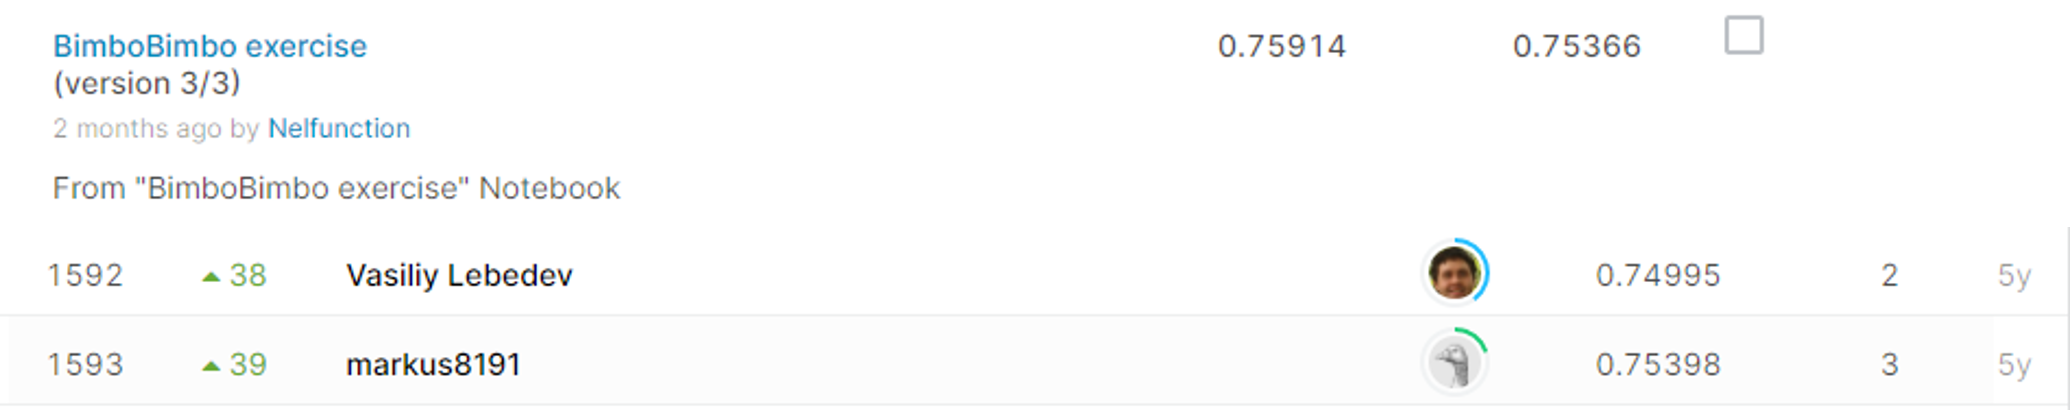 BimboBimbo exercise 0.75914 0.75366
(version 3/3)
2 months ago by Nelfunction
From "BimboBimbo exercise" Notebook
1592 38 Vasiliy Lebedev 0.74995 2 5y
1593 39 markus8191 0.75398 3 5y